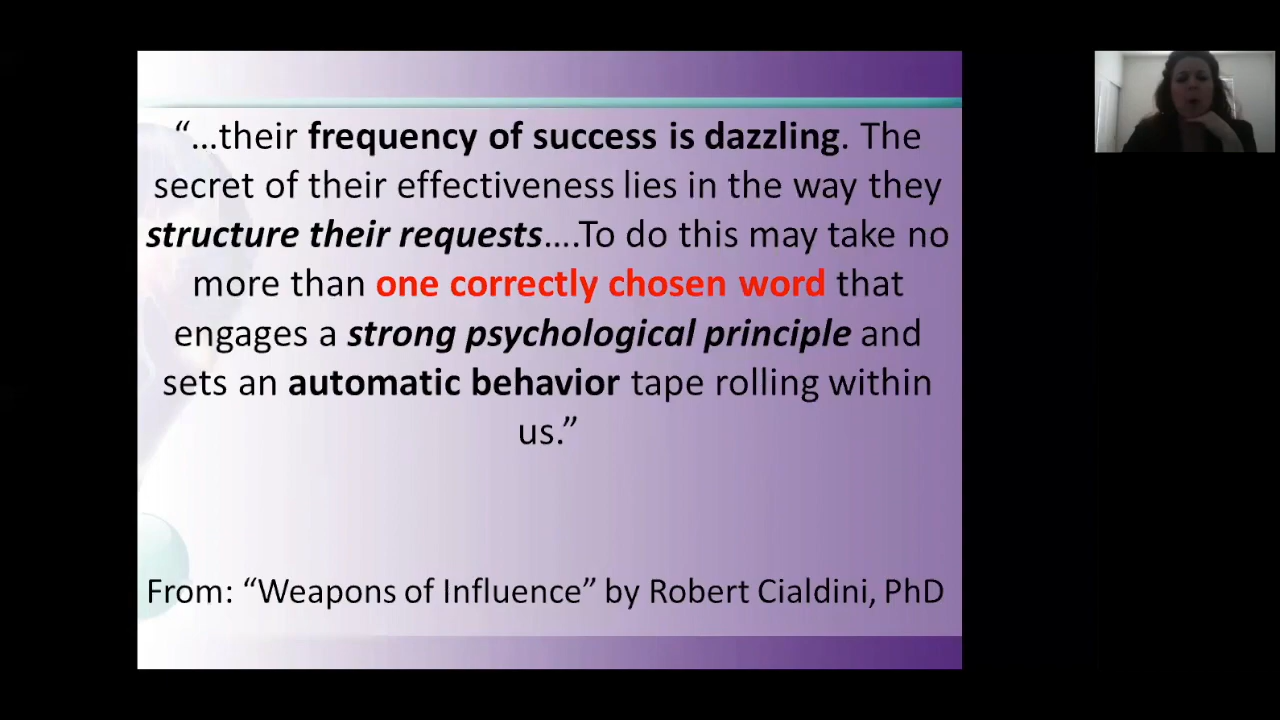 “...their frequency of success is dazzling. The
secret of their effectiveness lies in the way they
structure their requests....To do this may take no
more than one correctly chosen word that
engages a strong psychological principle and
sets an automatic behavior tape rolling within
us.”
From: “Weapons of Influence” by Robert Cialdini, PhD